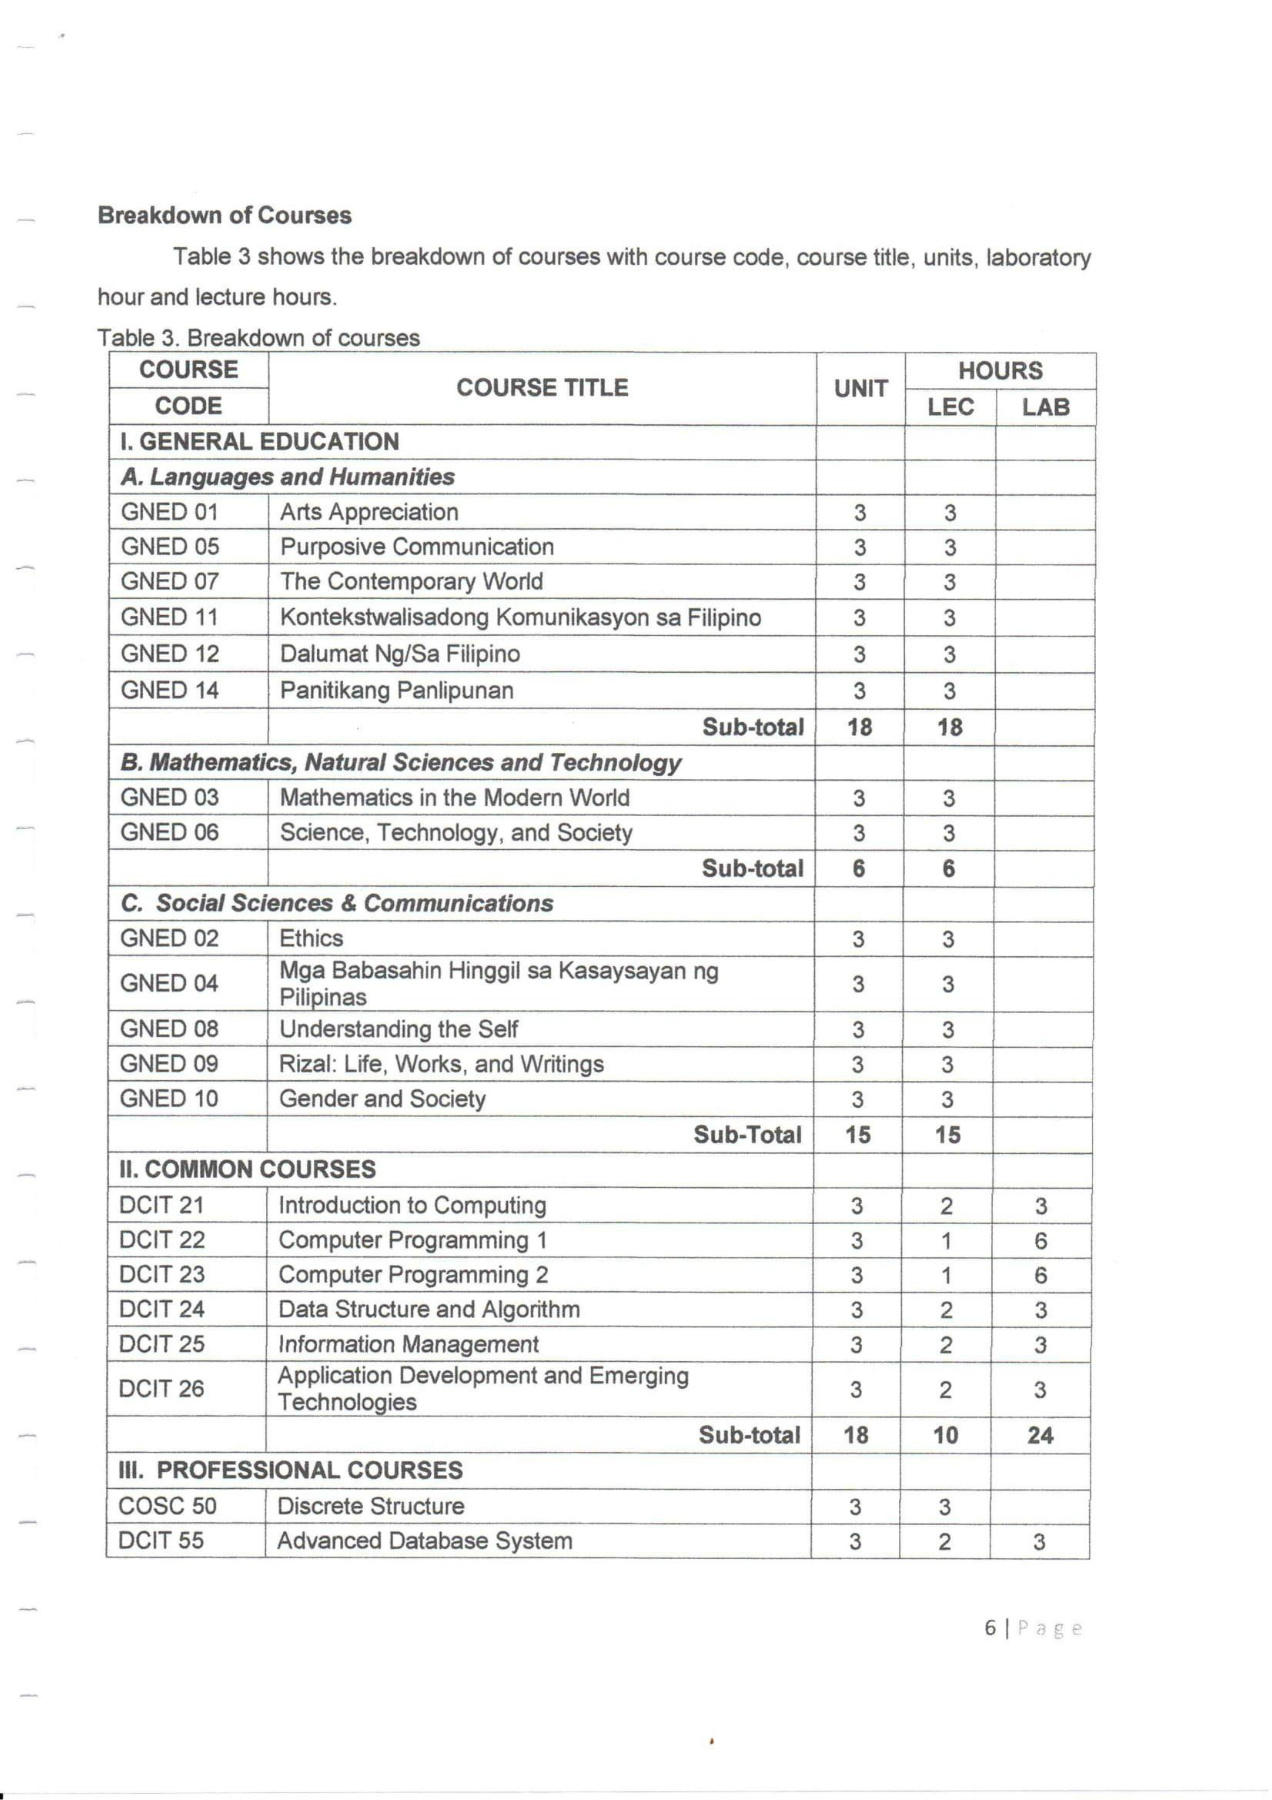 Breakdown of Courses
Table 3 shows the breakdown of courses with course code, course title, units, laboratory
hour and lecture hours.
Table 3. Breakdown of courses
COURSE CODE COURSE TITLE UNIT HOURS
LEC LAB
I. GENERAL EDUCATION
A. Languages and Humanities
GNED 01 Arts Appreciation 3 3
GNED 05 Purposive Communication 3 3
GNED 07 The Contemporary World 3 3
GNED 11 Kontekstwalisadong Komunikasyon sa Filipino 3 3
GNED 12 Dalumat Ng/Sa Filipino 3 3
GNED 14 Panitikang Panlipunan 3 3
Sub-total 18 18
B. Mathematics, Natural Sciences and Technology
GNED 03 Mathematics in the Modern World 3 3
GNED 06 Science, Technology, and Society 3 3
Sub-total 6 6
C. Social Sciences & Communications
GNED 02 Ethics 3 3
GNED 04 Mga Babasahin Hinggil sa Kasaysayan ng
Pilipinas 3 3
GNED 08 Understanding the Self 3 3
GNED 09 Rizal: Life, Works, and Writings 3 3
GNED 10 Gender and Society 3 3
Sub-Total 15 15
II. COMMON COURSES
DCIT 21 Introduction to Computing 3 2 3
DCIT 22 Computer Programming 1 3 1 6
DCIT 23 Computer Programming 2 3 1 6
DCIT 24 Data Structure and Algorithm 3 2 3
DCIT 25 Information Management 3 2 3
DCIT 26 Application Development and Emerging
Technologies 3 2 3
Sub-total 18 10 24
III. PROFESSIONAL COURSES
COSC 50 Discrete Structure 3 3
DCIT 55 Advanced Database System 3 2 3
6 | Page